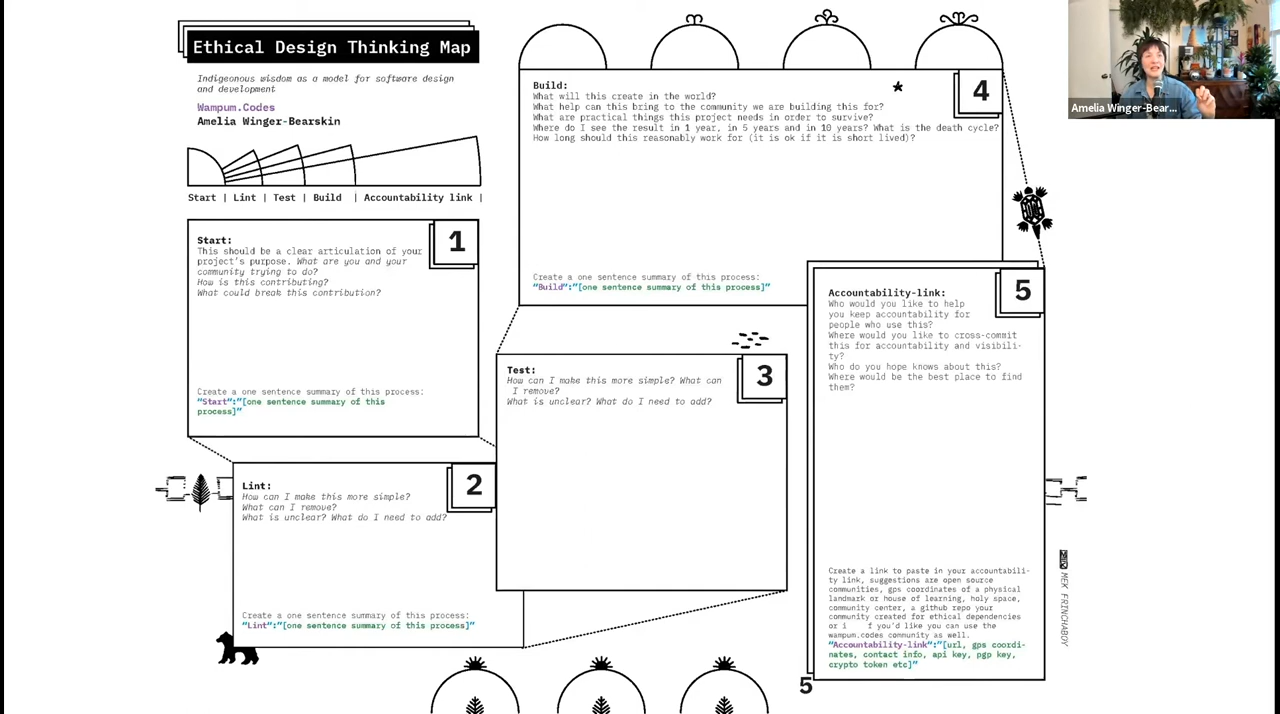 Ethical Design Thinking Map
Indigeonous wisdom as a model for software design
and development
Wampum.Codes
Amelia Winger-Bearskin
Start | Lint | Test | Build | Accountability link |
1
Start:
This should be a clear articulation of your
project's purpose. What are you and your
community trying to do?
How is this contributing?
What could break this contribution?
Create a one sentence summary of this process:
"Start":"[one sentence summary of this
process]"
2
Lint:
How can I make this more simple?
What can I remove?
What is unclear? What do I need to add?
Create a one sentence summary of this process:
"Lint":"[one sentence summary of this process]"
3
Test:
How can I make this more simple? What can
I remove?
What is unclear? What do I need to add?
4
Build:
What will this create in the world?
What help can this bring to the community we are building this for?
What are practical things this project needs in order to survive?
Where do I see the result in 1 year, in 5 years and in 10 years? What is the death cycle?
How long should this reasonably work for (it is ok if it is short lived)?
Create a one sentence summary of this process:
"Build":"[one sentence summary of this process]"
5
Accountability-link:
Who would you like to help
you keep accountability for
people who use this?
Where would you like to cross-commit
this for accountability and visibili-
ty?
Who do you hope knows about this?
Where would be the best place to find
them?
Create a link to paste in your accountabili-
ty link, suggestions are open source
communities, gps coordinates of a physical
landmark or house of learning, holy space,
community center, a github repo your
community created for ethical dependencies
or i f you'd like you can use the
wampum.codes community as well.
"Accountability-link":"[url, gps coordi-
nates, contact info, api key, pgp key,
crypto token etc]"
5
MEK FRINCHABOY
Amelia Winger-Bear...